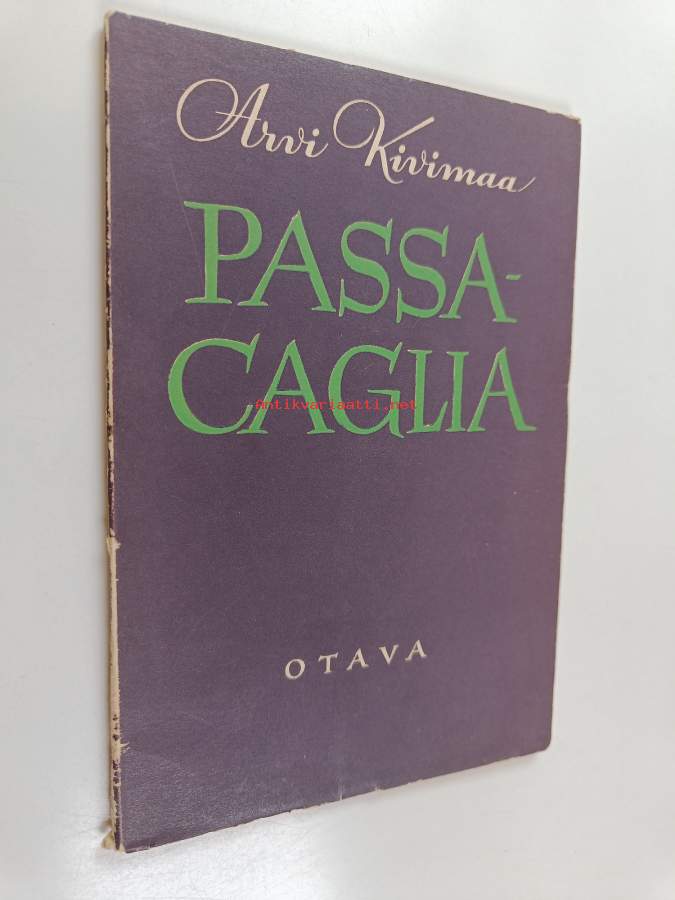 Arvi Kivimaa
PASSA-
CAGLIA
antikvariaatti.net
OTAVA